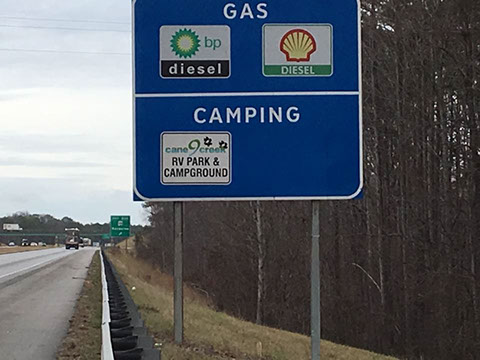 GAS
bp
diesel
DIESEL
CAMPING
cane creek
RV PARK &
CAMPGROUND